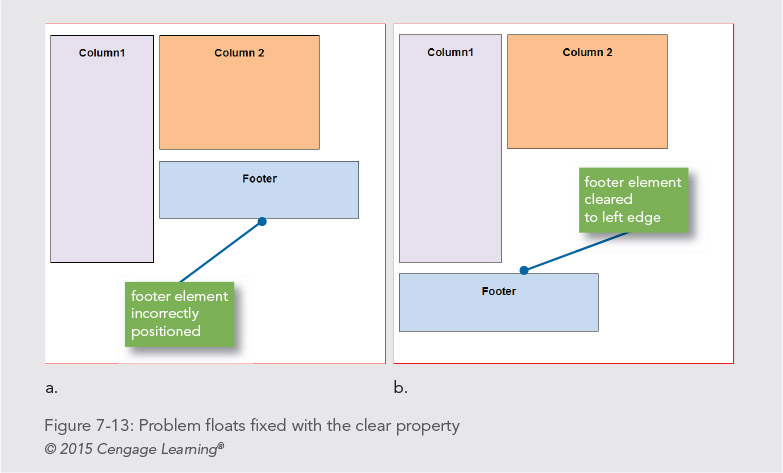 Column1
Column 2
Footer
footer element
incorrectly
positioned
a.
Column1
Column 2
footer element
cleared
to left edge
Footer
b.
Figure 7-13: Problem floats fixed with the clear property
© 2015 Cengage Learning®